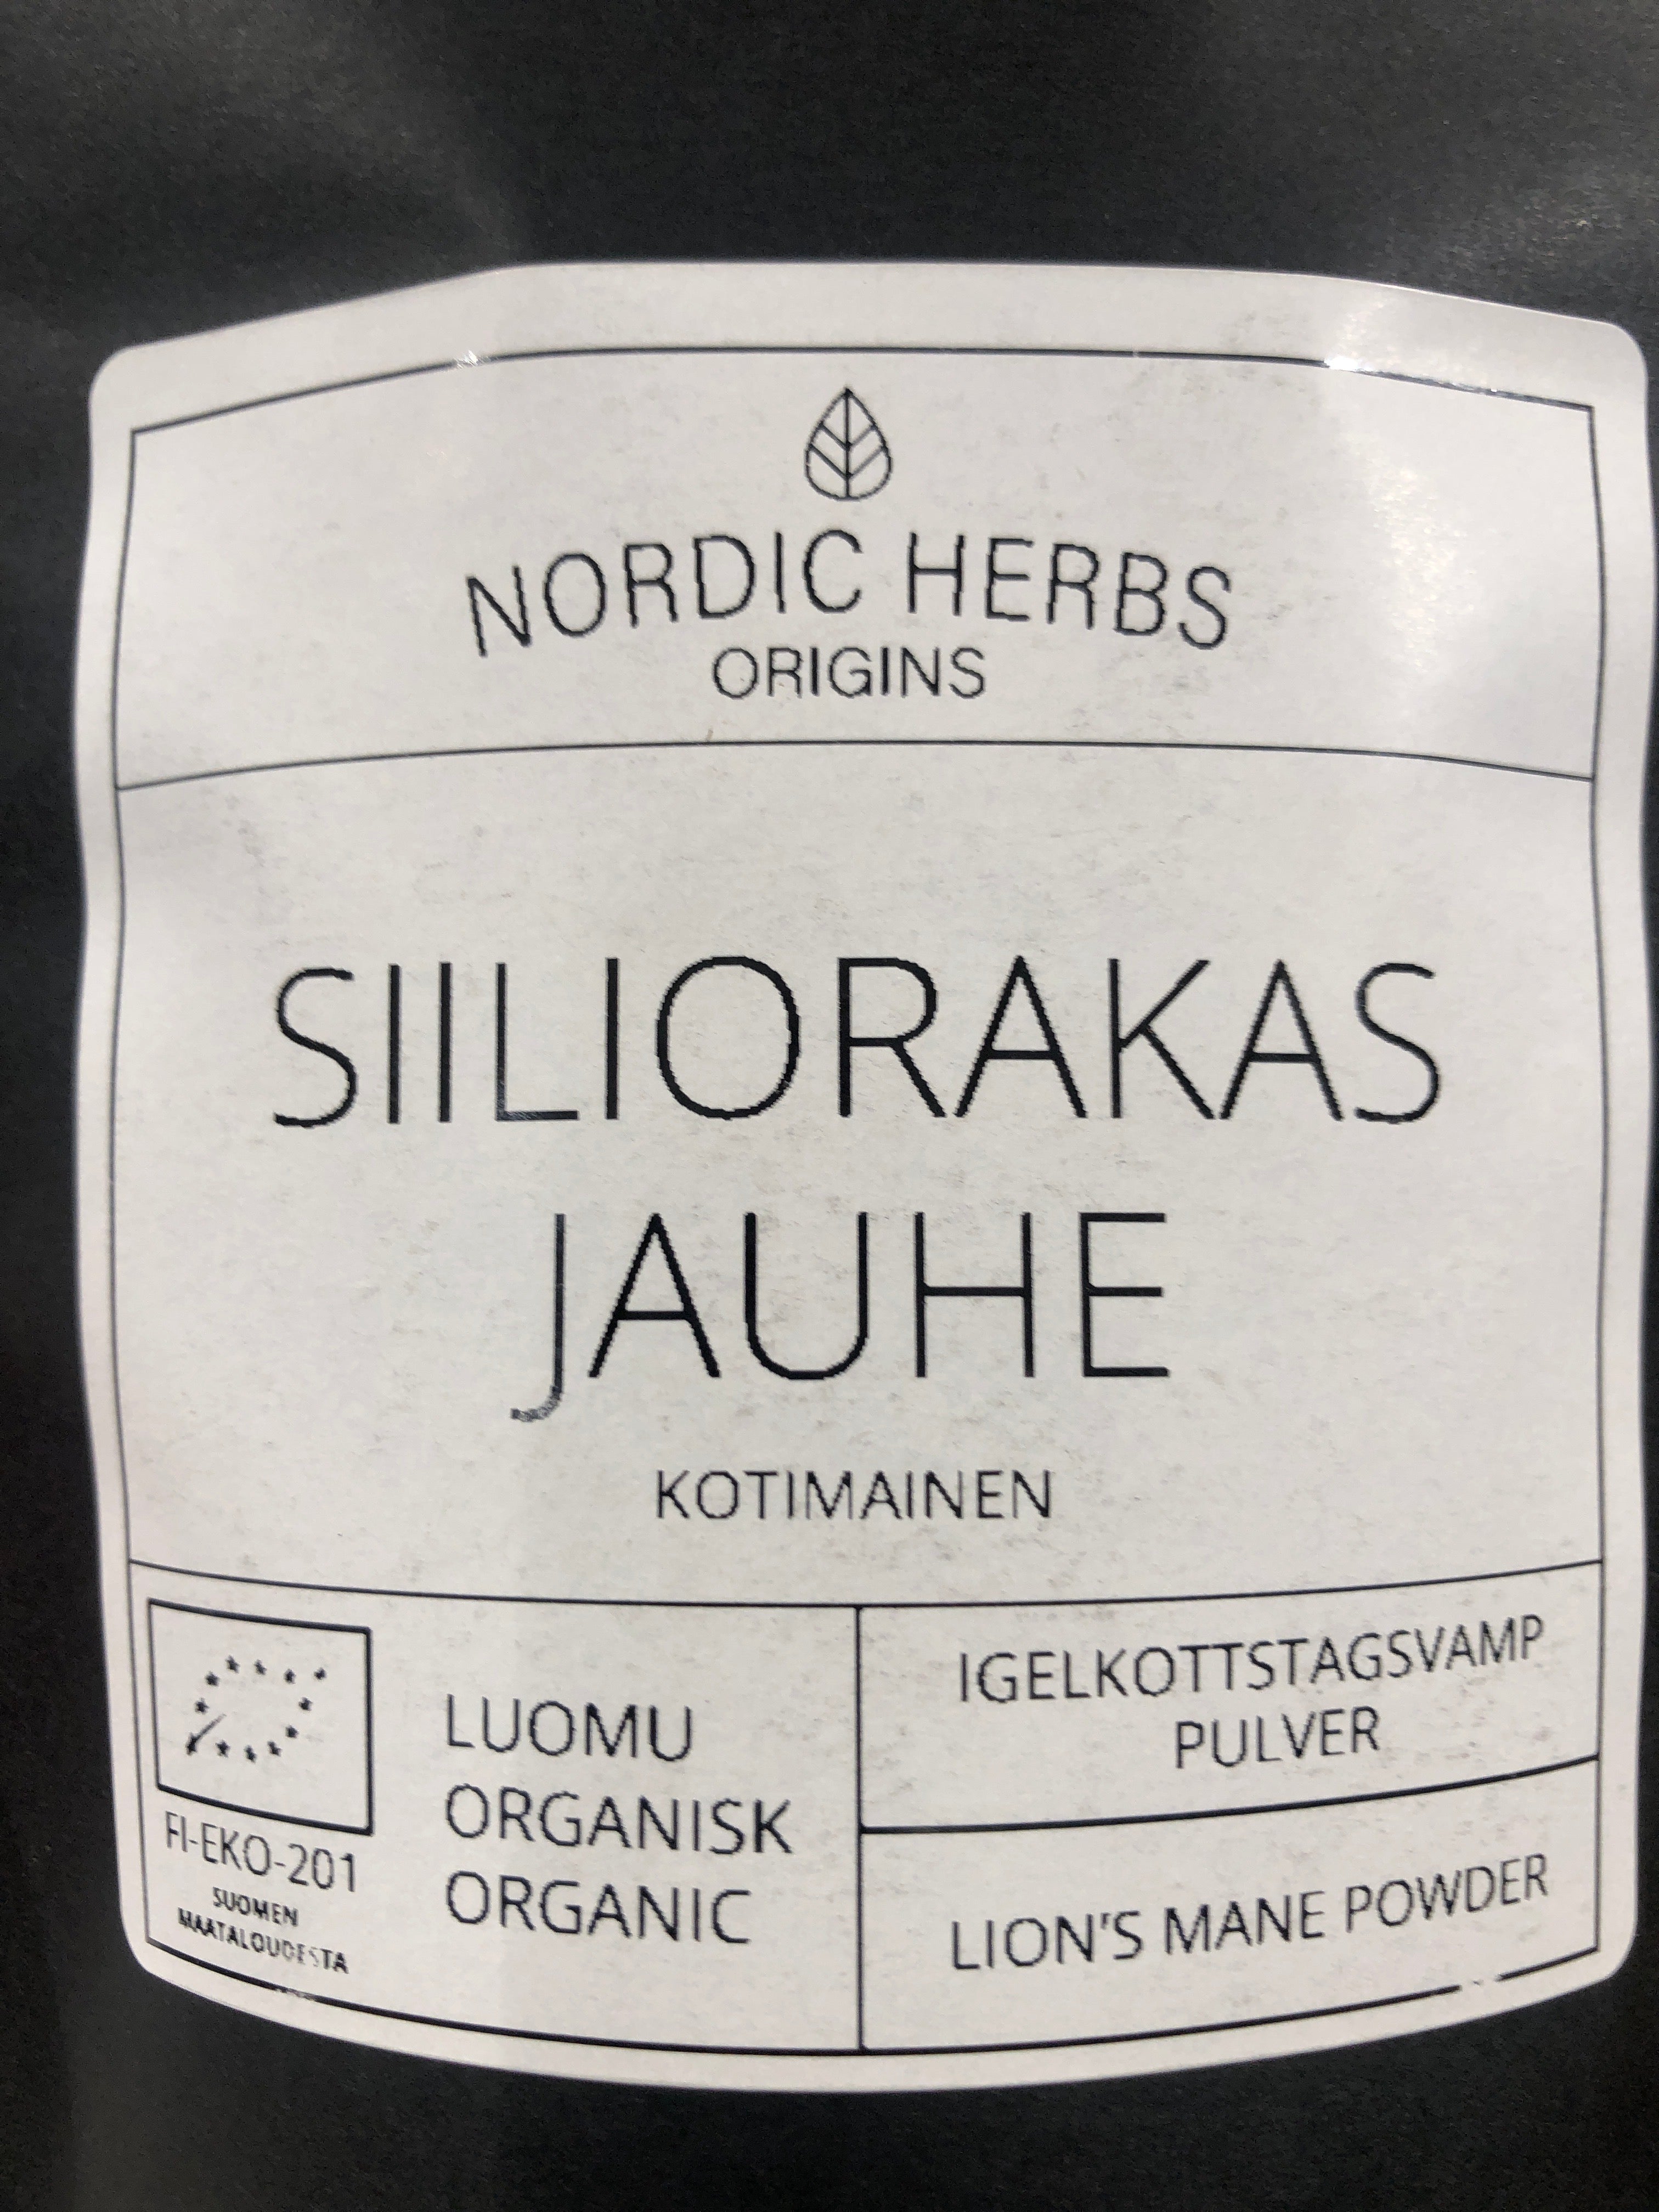 NORDIC HERBS
ORIGINS
SIILIORAKAS
JAUHE
KOTIMAINEN
FI-EKO-201
SUOMEN
MAATALOUDESTA
LUOMU
ORGANISK
ORGANIC
IGELKOTTSTAGSVAMP
PULVER
LION'S MANE POWDER